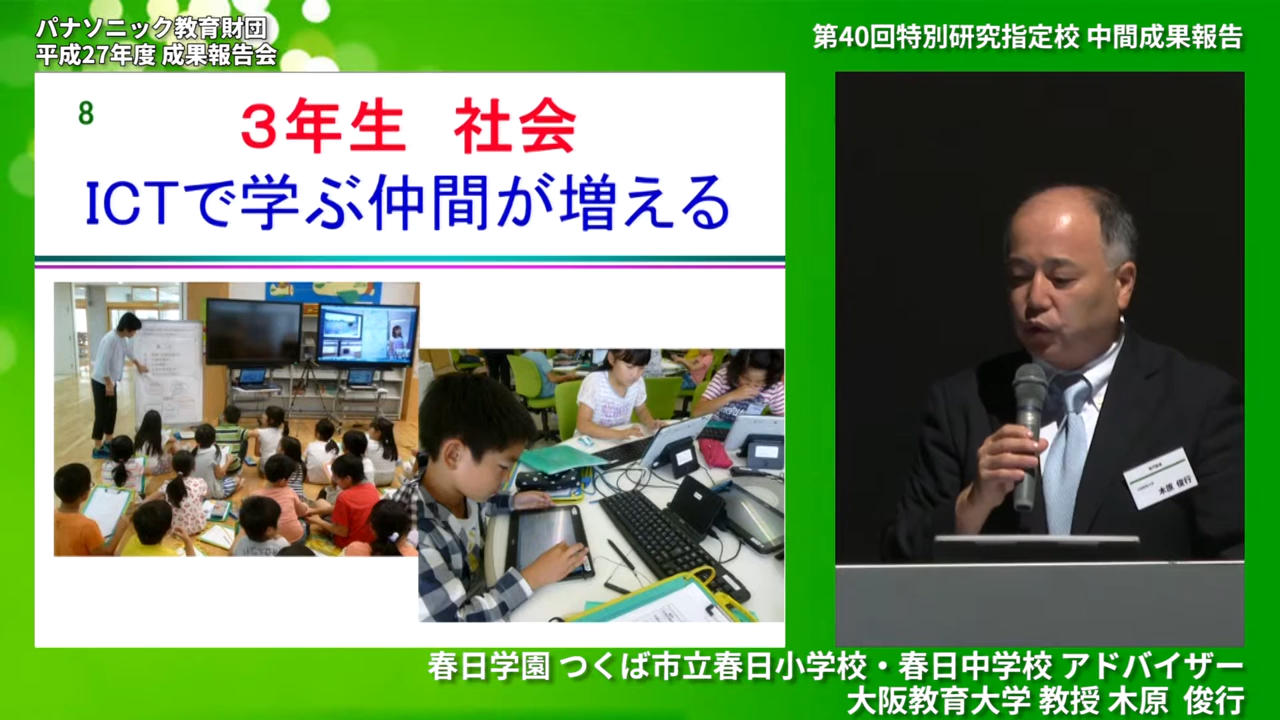 パナソニック教育財団
平成27年度 成果報告会
第40回特別研究指定校 中間成果報告
8
３年生　社会
ICTで学ぶ仲間が増える
木原 俊行
春日学園 つくば市立春日小学校・春日中学校 アドバイザー
大阪教育大学 教授 木原 俊行